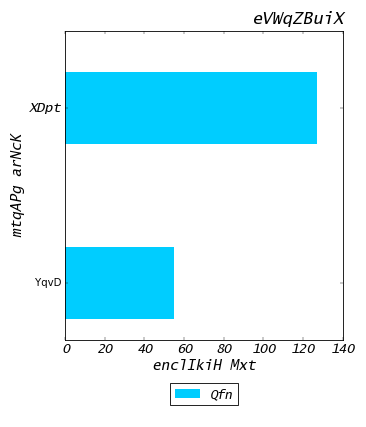 eVWqZBuiX
XDpt
mtqAPg arNcK
YqvD
0 20 40 60 80 100 120 140
enclIkiH Mxt
Qfn